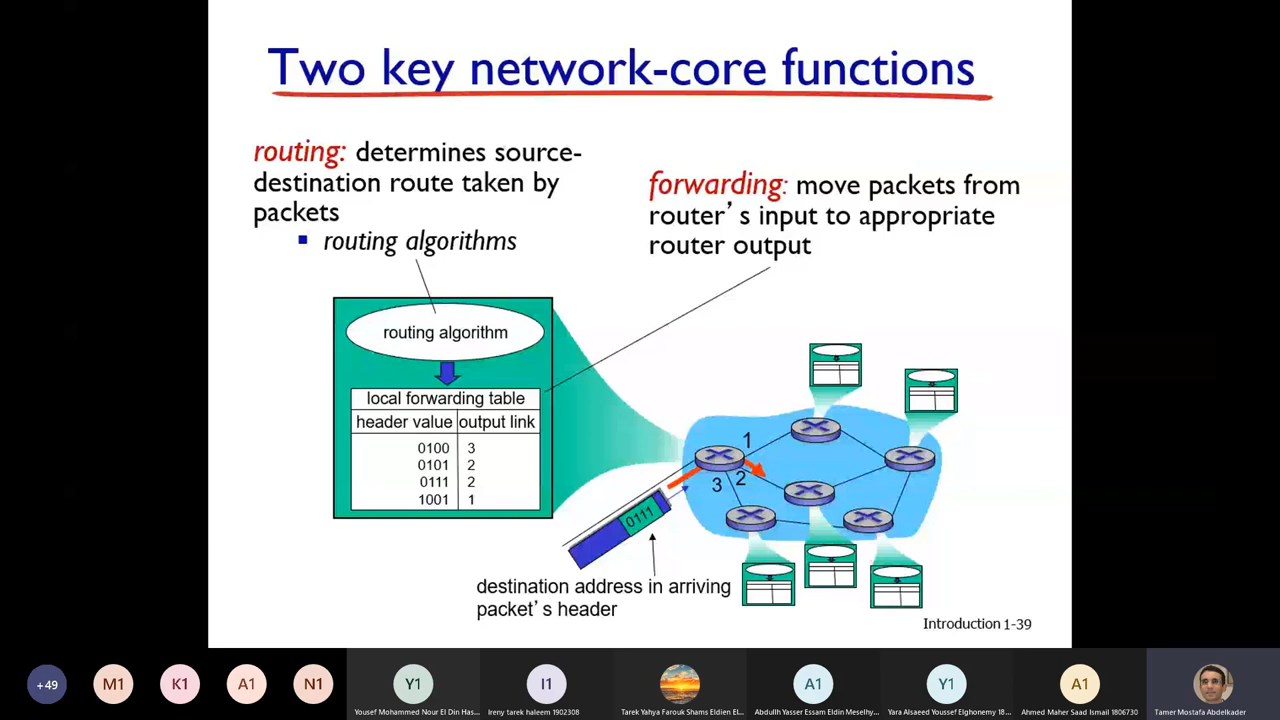 Two key network-core functions
routing: determines source-
destination route taken by
packets
routing algorithms
forwarding: move packets from
router’s input to appropriate
router output
routing algorithm
local forwarding table
header value output link
0100 3
0101 2
0111 2
1001 1
1
2
3
0111
destination address in arriving
packet’s header
Introduction 1-39
+49
M1
K1
A1
N1
Y1
Yousef Mohammed Nour El Din Has...
I1
Ireny tarek haleem 1902308
Tarek Yahya Farouk Shams Eldien El...
A1
Abdullh Yasser Essam Eldin Meselhy...
Y1
Yara Alsaeed Youssef Elghonemy 18...
A1
Ahmed Maher Saad Ismail 1806730
Tamer Mostafa Abdelkader